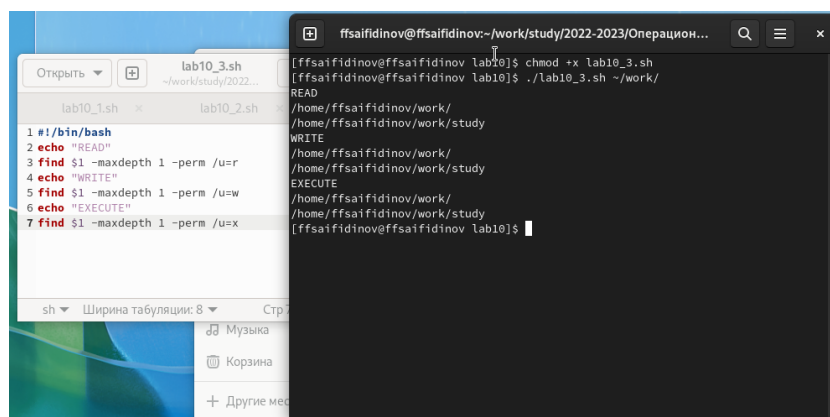 ffsaifidinov@ffsaifidinov:~/work/study/2022-2023/Операцион...
Открыть
lab10_3.sh
~/work/study/2022...
lab10_1.sh
lab10_2.sh
1 #!/bin/bash
2 echo "READ"
3 find $1 -maxdepth 1 -perm /u=r
4 echo "WRITE"
5 find $1 -maxdepth 1 -perm /u=w
6 echo "EXECUTE"
7 find $1 -maxdepth 1 -perm /u=x
sh Ширина табуляции: 8 Стр 7
Музыка
Корзина
Другие мес
[ffsaifidinov@ffsaifidinov lab10]$ chmod +x lab10_3.sh
[ffsaifidinov@ffsaifidinov lab10]$ ./lab10_3.sh ~/work/
READ
/home/ffsaifidinov/work/
/home/ffsaifidinov/work/study
WRITE
/home/ffsaifidinov/work/
/home/ffsaifidinov/work/study
EXECUTE
/home/ffsaifidinov/work/
/home/ffsaifidinov/work/study
[ffsaifidinov@ffsaifidinov lab10]$